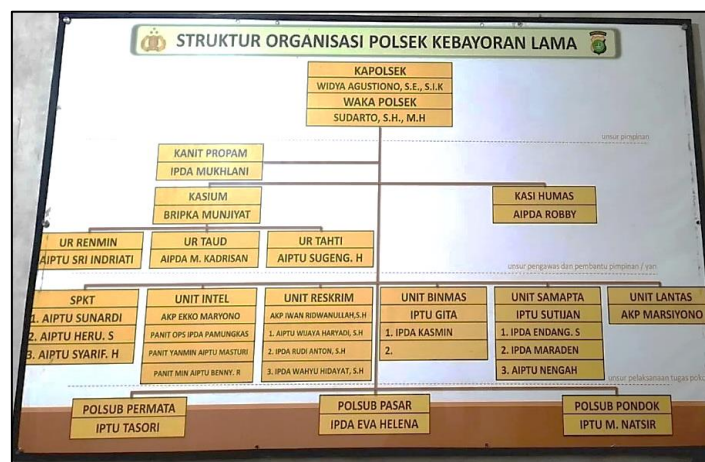 STRUKTUR ORGANISASI POLSEK KEBAYORAN LAMA
KAPOLSEK
WIDYA AGUSTIONO, S.E., S.I.K
WAKA POLSEK
SUDARTO, S.H., M.H
unsur pimpinan
KANIT PROPAM
IPDA MUKHLANI
KASIUM
BRIPKA MUNJIYAT
KASI HUMAS
AIPDA ROBBY
UR RENMIN
AIPTU SRI INDRIATI
UR TAUD
AIPDA M. KADRISAN
UR TAHTI
AIPTU SUGENG. H
unsur pengawas dan pembantu pimpinan / yan
SPKT
1. AIPTU SUNARDI
2. AIPTU HERU. S
3. AIPTU SYARIF. H
UNIT INTEL
AKP EKKO MARYONO
PANIT OPS IPDA PAMUNGKAS
PANIT YANMIN AIPTU MASTURI
PANIT MIN AIPTU BENNY. R
UNIT RESKRIM
AKP IWAN RIDWANULLAH,S.H
1. AIPTU WIJAYA HARYADI, S.H
2. IPDA RUDI ANTON, S.H
3. IPDA WAHYU HIDAYAT, S.H
UNIT BINMAS
IPTU GITA
1. IPDA KASMIN
2.
UNIT SAMAPTA
IPTU SUTIJAN
1. IPDA ENDANG. S
2. IPDA MARADEN
3. AIPTU NENGAH
UNIT LANTAS
AKP MARSIYONO
unsur pelaksanaan tugas poko
POLSUB PERMATA
IPTU TASORI
POLSUB PASAR
IPDA EVA HELENA
POLSUB PONDOK
IPTU M. NATSIR